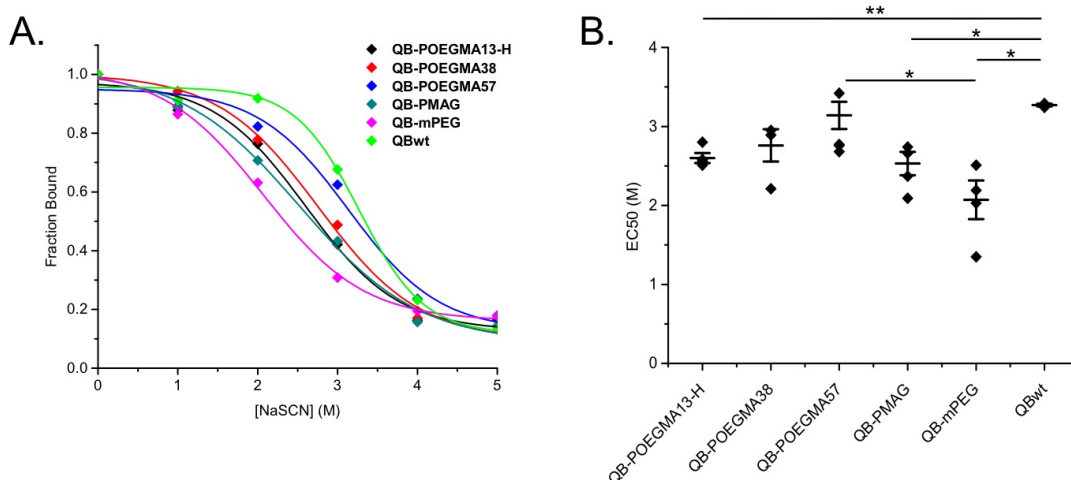 A.
QB-POEGMA13-H
QB-POEGMA38
QB-POEGMA57
QB-PMAG
QB-mPEG
QBwt
Fraction Bound
1.0
0.8
0.6
0.4
0.2
0.0
0 1 2 3 4 5
[NaSCN] (M)
B.
**
*
*
*
EC50 (M)
4
3
2
1
0
QB-POEGMA13-H
QB-POEGMA38
QB-POEGMA57
QB-PMAG
QB-mPEG
QBwt